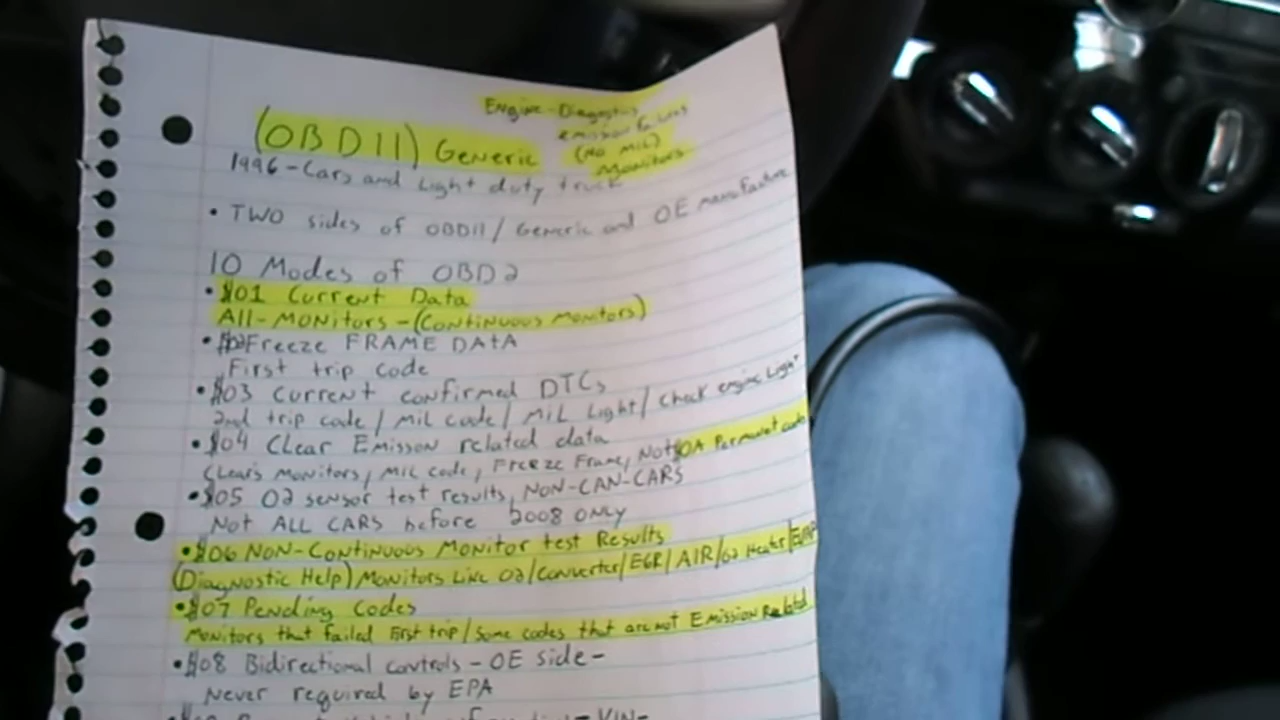 Engine-Diagnostics
emission failures
(NO MIL)
Monitors
(OBD11) Generic
1996-Cars and Light duty truck
• TWO sides of OBD11/ Generic and OE manufacture
10 Modes of OBD2
• $01 Current Data
All-MONitors-(Continuous Monitors)
• $02 Freeze FRAME DATA
First trip code
• $03 Current confirmed DTCs
2nd trip code/ Mil code/ MIL Light/ Check engine Light
• $04 Clear Emisson related data
Clears Monitors, MIL code, Freeze Frame, Not $0A Permanet codes
• $05 O2 sensor test results, NON-CAN-CARS
Not ALL CARS before 2008 ONLY
• $06 NON-Continuous Monitor test Results
(Diagnostic Help) Monitors Like O2/Converter/EGR/AIR/O2 Heater/EVAP
• $07 Pending Codes
Monitors that failed first trip/some codes that are not Emission Related
• $08 Bidirectional controls - OE side-
Never required by EPA
-VIN-